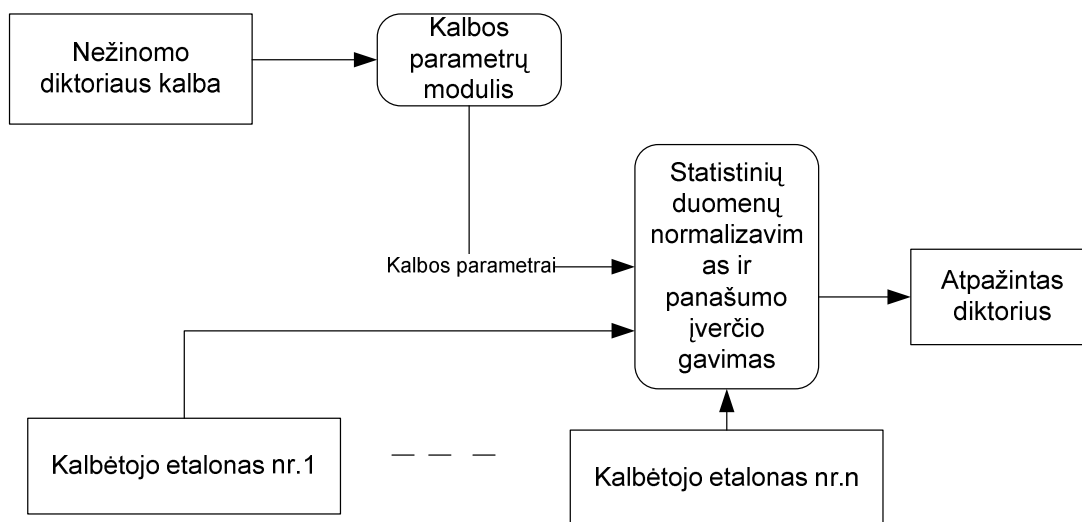 Nežinomo
diktoriaus kalba
Kalbos
parametrų
modulis
Statistinių
duomenų
normalizavim
as ir
panašumo
įverčio
gavimas
Kalbos parametrai
Atpažintas
diktorius
Kalbėtojo etalonas nr.1
Kalbėtojo etalonas nr.n